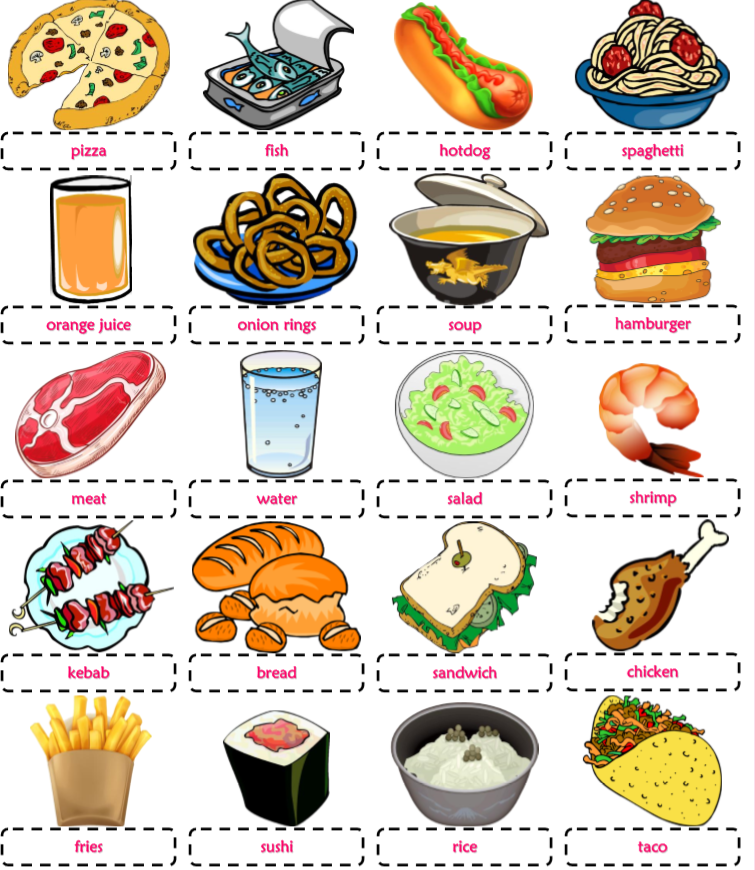 pizza
fish
hotdog
spaghetti
orange juice
onion rings
soup
hamburger
meat
water
salad
shrimp
kebab
bread
sandwich
chicken
fries
sushi
rice
taco